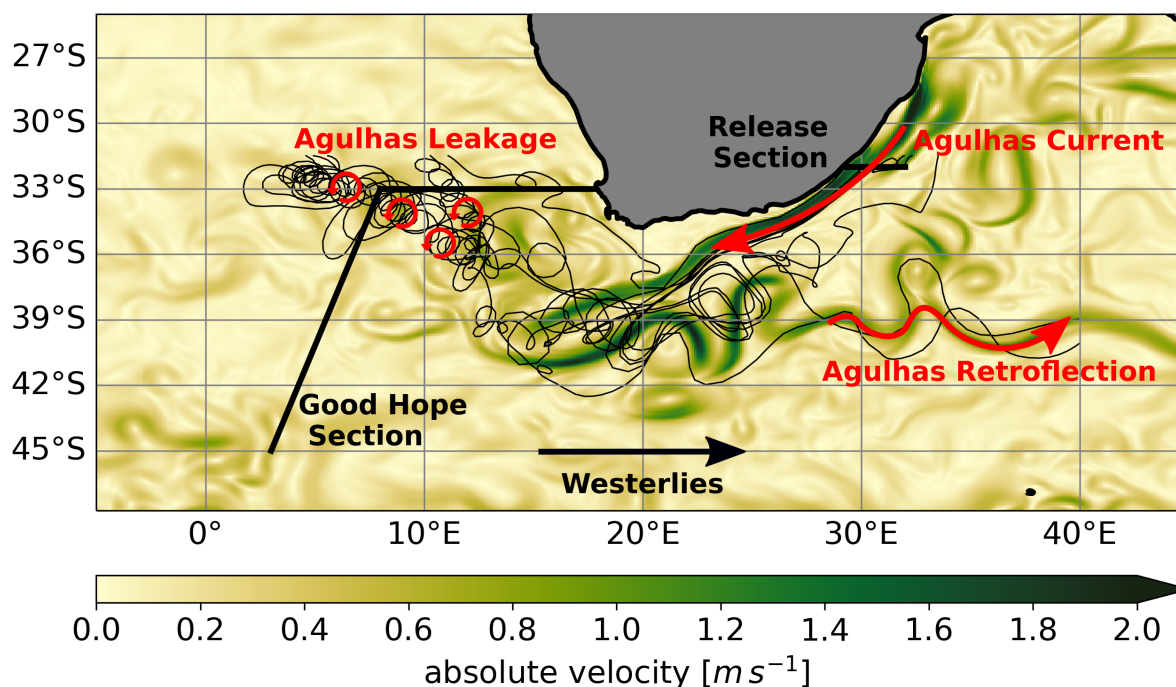 27°S
30°S
33°S
36°S
39°S
42°S
45°S
Agulhas Leakage
Release
Section
Agulhas Current
Agulhas Retroflection
Good Hope
Section
Westerlies
0° 10°E 20°E 30°E 40°E
0.0 0.2 0.4 0.6 0.8 1.0 1.2 1.4 1.6 1.8 2.0
absolute velocity [m s⁻¹]